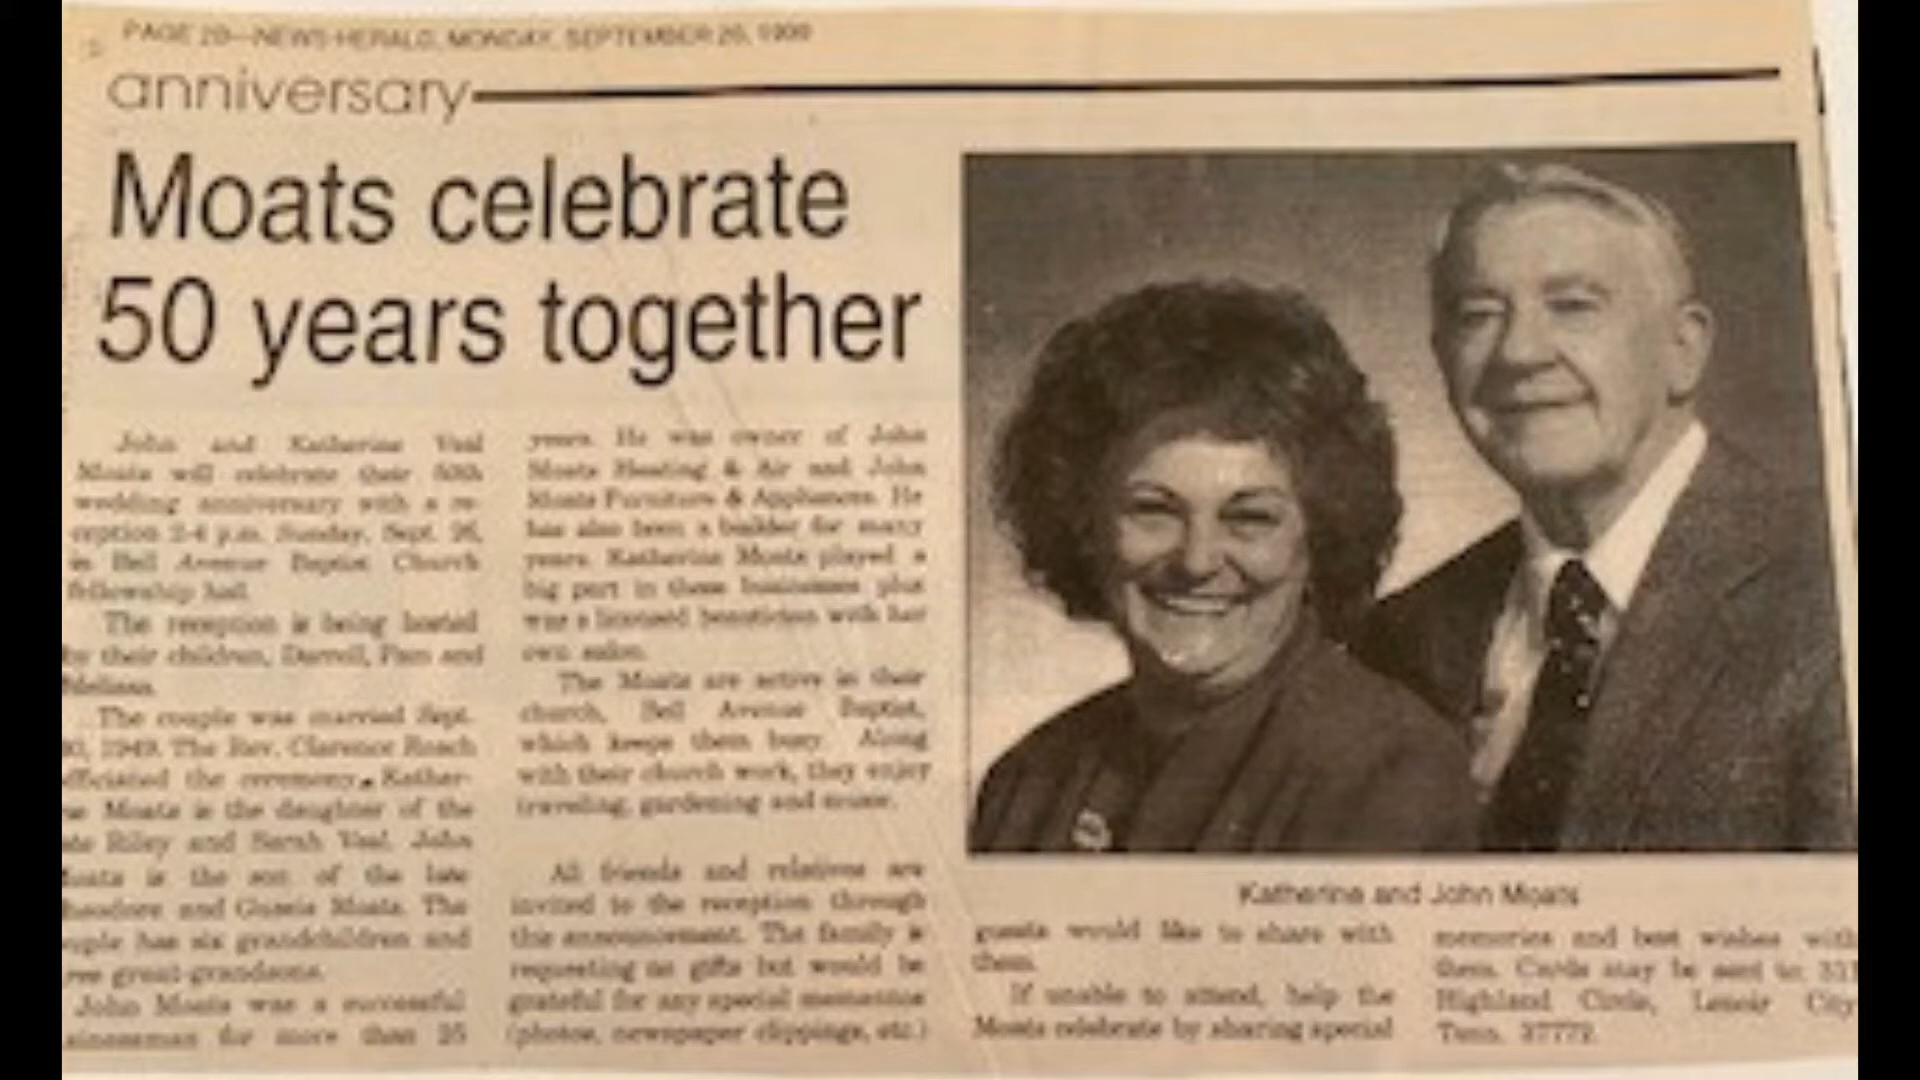 PAGE 2B—NEWS-HERALD, MONDAY, SEPTEMBER 20, 1999
anniversary
Moats celebrate
50 years together
John and Katherine Vaal
Moats will celebrate their 50th
wedding anniversary with a re-
ception 2-4 p.m. Sunday, Sept. 26,
in Bell Avenue Baptist Church
fellowship hall.
The reception is being hosted
by their children, Darrell, Pam and
Melissa.
The couple was married Sept.
1949. The Rev. Clarence Roach
officiated the ceremony. Kather-
Moats is the daughter of the
Riley and Sarah Vaal. John
Moats is the son of the late
and Gussie Moats. The
has six grandchildren and
great-grandsons.
John Moats was a successful
for more than 25
years. He was owner of John
Moats Heating & Air and John
Moats Furniture & Appliances. He
has also been a builder for many
years. Katherine Moats played a
big part in these businesses plus
was a licensed beautician with her
own salon.
The Moats are active in their
church, Bell Avenue Baptist,
which keeps them busy. Along
with their church work, they enjoy
traveling, gardening and music.
All friends and relatives are
invited to the reception through
this announcement. The family is
requesting no gifts but would be
grateful for any special mementos
(photos, newspaper clippings, etc.)
Katherine and John Moats
guests would like to share with
them.
If unable to attend, help the
Moats celebrate by sharing special
memories and best wishes with
them. Cards may be sent to:
Highland Circle, Lenoir City
Tenn. 37772.